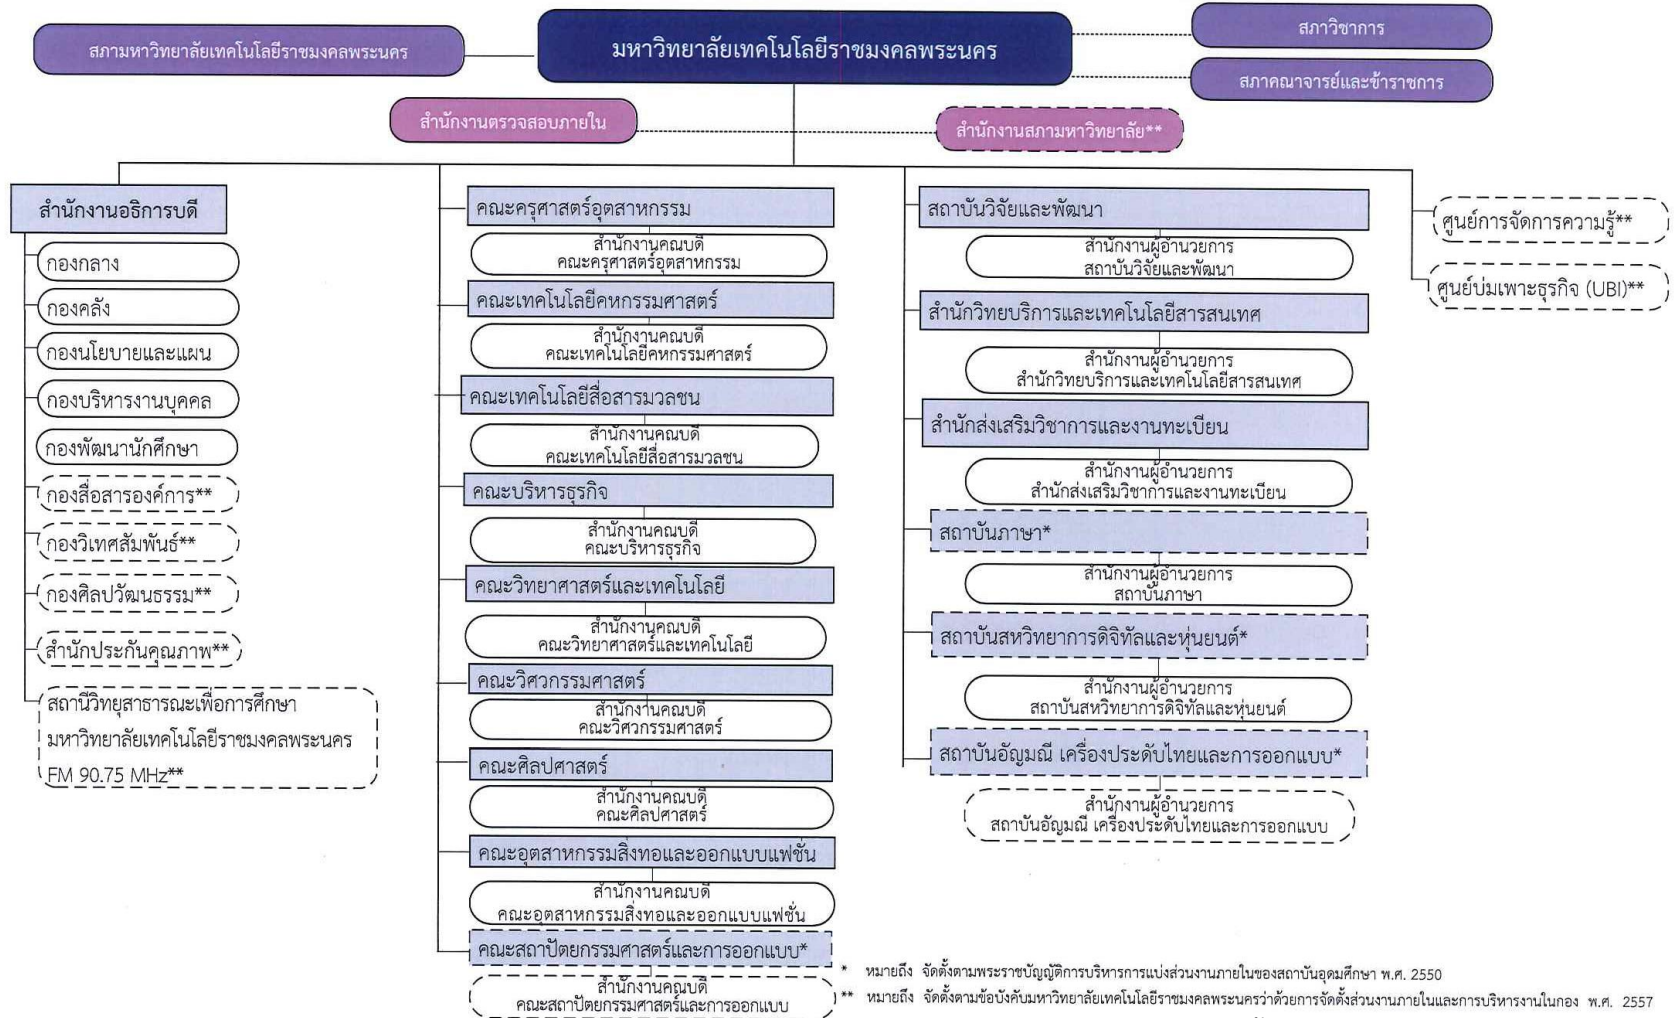 สภามหาวิทยาลัยเทคโนโลยีราชมงคลพระนคร
มหาวิทยาลัยเทคโนโลยีราชมงคลพระนคร
สภาวิชาการ
สภาคณาจารย์และข้าราชการ
สำนักงานตรวจสอบภายใน
สำนักงานสภามหาวิทยาลัย**
สำนักงานอธิการบดี
กองกลาง
กองคลัง
กองนโยบายและแผน
กองบริหารงานบุคคล
กองพัฒนานักศึกษา
กองสื่อสารองค์การ**
กองวิเทศสัมพันธ์**
กองศิลปวัฒนธรรม**
สำนักประกันคุณภาพ**
สถานีวิทยุสาธารณะเพื่อการศึกษา
มหาวิทยาลัยเทคโนโลยีราชมงคลพระนคร
FM 90.75 MHz**
คณะครุศาสตร์อุตสาหกรรม
สำนักงานคณบดี
คณะครุศาสตร์อุตสาหกรรม
คณะเทคโนโลยีคหกรรมศาสตร์
สำนักงานคณบดี
คณะเทคโนโลยีคหกรรมศาสตร์
คณะเทคโนโลยีสื่อสารมวลชน
สำนักงานคณบดี
คณะเทคโนโลยีสื่อสารมวลชน
คณะบริหารธุรกิจ
สำนักงานคณบดี
คณะบริหารธุรกิจ
คณะวิทยาศาสตร์และเทคโนโลยี
สำนักงานคณบดี
คณะวิทยาศาสตร์และเทคโนโลยี
คณะวิศวกรรมศาสตร์
สำนักงานคณบดี
คณะวิศวกรรมศาสตร์
คณะศิลปศาสตร์
สำนักงานคณบดี
คณะศิลปศาสตร์
คณะอุตสาหกรรมสิ่งทอและออกแบบแฟชั่น
สำนักงานคณบดี
คณะอุตสาหกรรมสิ่งทอและออกแบบแฟชั่น
คณะสถาปัตยกรรมศาสตร์และการออกแบบ*
สำนักงานคณบดี
คณะสถาปัตยกรรมศาสตร์และการออกแบบ
สถาบันวิจัยและพัฒนา
สำนักงานผู้อำนวยการ
สถาบันวิจัยและพัฒนา
สำนักวิทยบริการและเทคโนโลยีสารสนเทศ
สำนักงานผู้อำนวยการ
สำนักวิทยบริการและเทคโนโลยีสารสนเทศ
สำนักส่งเสริมวิชาการและงานทะเบียน
สำนักงานผู้อำนวยการ
สำนักส่งเสริมวิชาการและงานทะเบียน
สถาบันภาษา*
สำนักงานผู้อำนวยการ
สถาบันภาษา
สถาบันสหวิทยาการดิจิทัลและหุ่นยนต์*
สำนักงานผู้อำนวยการ
สถาบันสหวิทยาการดิจิทัลและหุ่นยนต์
สถาบันอัญมณี เครื่องประดับไทยและการออกแบบ*
สำนักงานผู้อำนวยการ
สถาบันอัญมณี เครื่องประดับไทยและการออกแบบ
ศูนย์การจัดการความรู้**
ศูนย์บ่มเพาะธุรกิจ (UBI)**
* หมายถึง จัดตั้งตามพระราชบัญญัติการบริหารการแบ่งส่วนงานภายในของสถาบันอุดมศึกษา พ.ศ. 2550
** หมายถึง จัดตั้งตามข้อบังคับมหาวิทยาลัยเทคโนโลยีราชมงคลพระนครว่าด้วยการจัดตั้งส่วนงานภายในและการบริหารงานในกอง พ.ศ. 2557